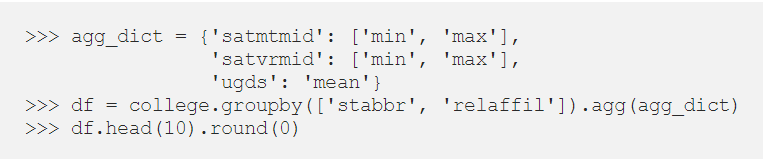 >>> agg_dict = {'satmtmid': ['min', 'max'],
                'satvrmid': ['min', 'max'],
                'ugds': 'mean'}
>>> df = college.groupby(['stabbr', 'relaffil']).agg(agg_dict)
>>> df.head(10).round(0)